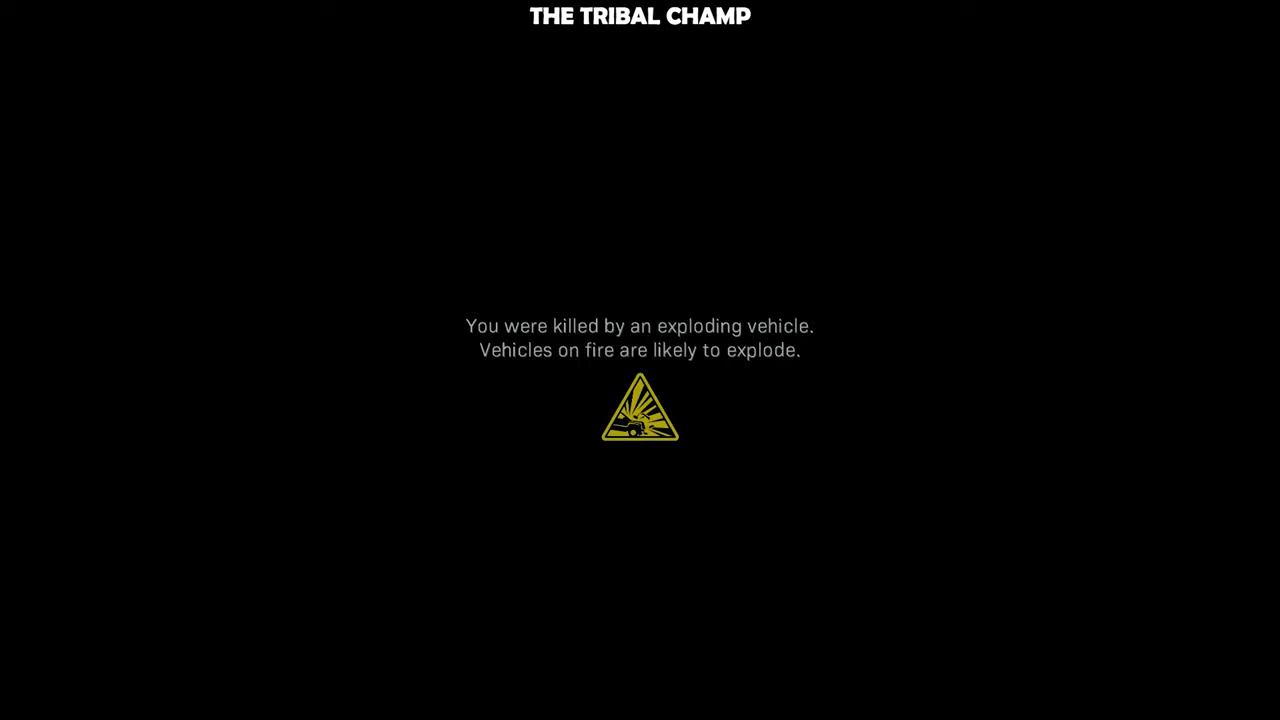 THE TRIBAL CHAMP
You were killed by an exploding vehicle.
Vehicles on fire are likely to explode.